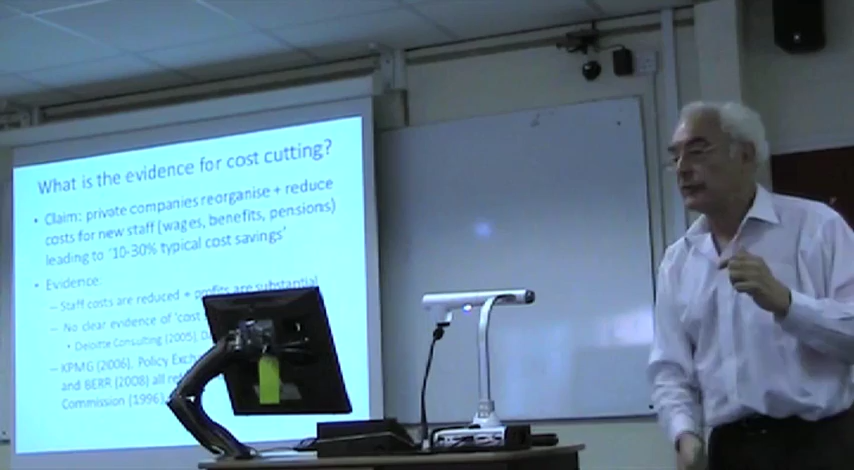 What is the evidence for cost cutting?
• Claim: private companies reorganise + reduce
costs for new staff (wages, benefits, pensions)
leading to '10-30% typical cost savings'
• Evidence:
– Staff costs are reduced + profits are substantial
– No clear evidence of 'cost
• Deloitte Consulting (2005),
– KPMG (2006), Policy
and BERR (2008) all
Commission (1996)